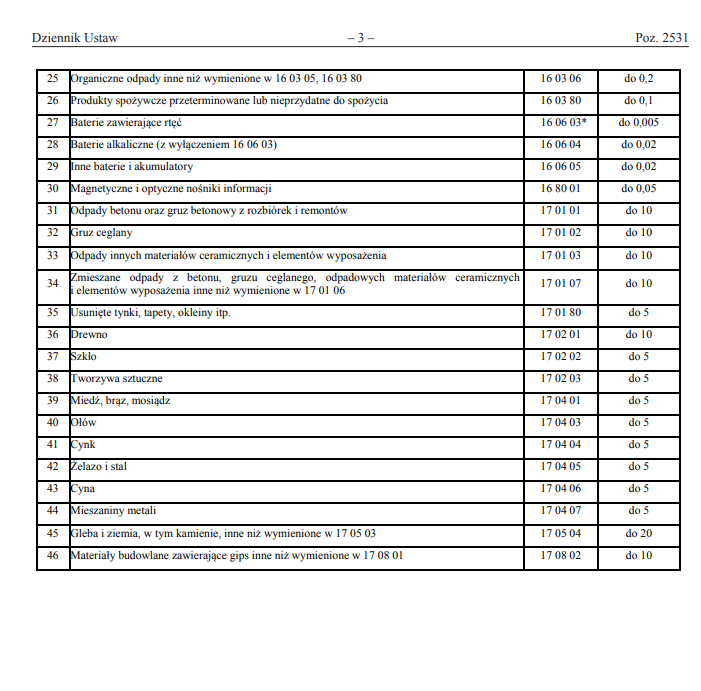 Dziennik Ustaw – 3 – Poz. 2531
25 Organiczne odpady inne niż wymienione w 16 03 05, 16 03 80 16 03 06 do 0,2
26 Produkty spożywcze przeterminowane lub nieprzydatne do spożycia 16 03 80 do 0,1
27 Baterie zawierające rtęć 16 06 03* do 0,005
28 Baterie alkaliczne (z wyłączeniem 16 06 03) 16 06 04 do 0,02
29 Inne baterie i akumulatory 16 06 05 do 0,02
30 Magnetyczne i optyczne nośniki informacji 16 80 01 do 0,05
31 Odpady betonu oraz gruz betonowy z rozbiórek i remontów 17 01 01 do 10
32 Gruz ceglany 17 01 02 do 10
33 Odpady innych materiałów ceramicznych i elementów wyposażenia 17 01 03 do 10
34 Zmieszane odpady z betonu, gruzu ceglanego, odpadowych materiałów ceramicznych
i elementów wyposażenia inne niż wymienione w 17 01 06 17 01 07 do 10
35 Usunięte tynki, tapety, okleiny itp. 17 01 80 do 5
36 Drewno 17 02 01 do 10
37 Szkło 17 02 02 do 5
38 Tworzywa sztuczne 17 02 03 do 5
39 Miedź, brąz, mosiądz 17 04 01 do 5
40 Ołów 17 04 03 do 5
41 Cynk 17 04 04 do 5
42 Żelazo i stal 17 04 05 do 5
43 Cyna 17 04 06 do 5
44 Mieszaniny metali 17 04 07 do 5
45 Gleba i ziemia, w tym kamienie, inne niż wymienione w 17 05 03 17 05 04 do 20
46 Materiały budowlane zawierające gips inne niż wymienione w 17 08 01 17 08 02 do 10